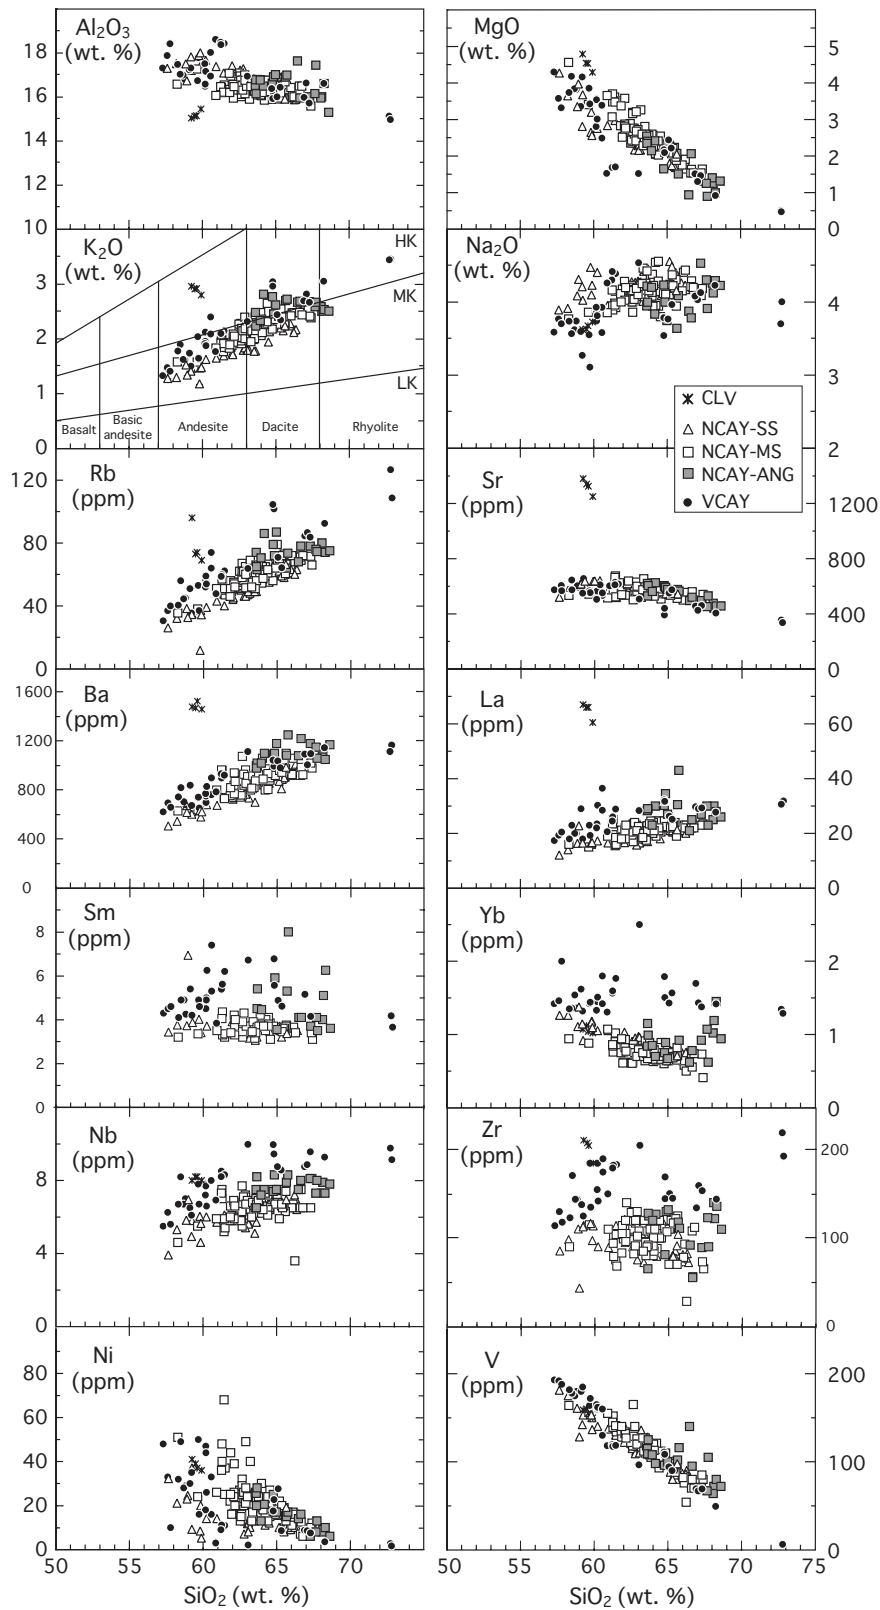 Al₂O₃
(wt. %)
18
16
14
12
10
MgO
(wt. %)
5
4
3
2
1
0
K₂O
(wt. %)
HK
MK
LK
3
2
1
0
Basalt
Basic
andesite
Andesite
Dacite
Rhyolite
Na₂O
(wt. %)
4
3
2
CLV
NCAY-SS
NCAY-MS
NCAY-ANG
VCAY
Rb
(ppm)
120
80
40
0
Sr
(ppm)
1200
800
400
0
Ba
(ppm)
1600
1200
800
400
0
La
(ppm)
60
40
20
0
Sm
(ppm)
8
6
4
2
0
Yb
(ppm)
2
1
0
Nb
(ppm)
8
4
0
Zr
(ppm)
200
100
0
Ni
(ppm)
80
60
40
20
0
V
(ppm)
200
100
0
50 55 60 65 70
50 55 60 65 70 75
SiO₂ (wt. %)
SiO₂ (wt. %)